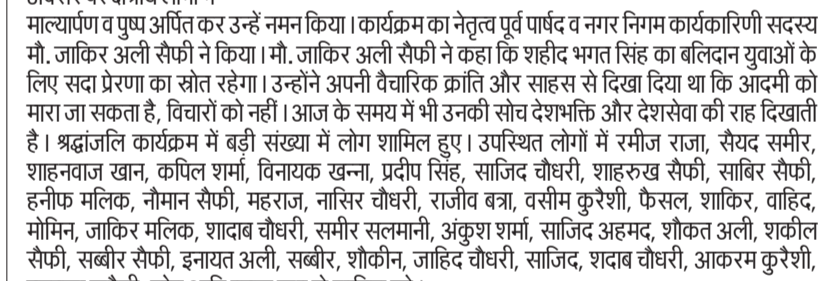 माल्यार्पण व पुष्प अर्पित कर उन्हें नमन किया। कार्यक्रम का नेतृत्व पूर्व पार्षद व नगर निगम कार्यकारिणी सदस्य
मौ. जाकिर अली सैफी ने किया। मौ. जाकिर अली सैफी ने कहा कि शहीद भगत सिंह का बलिदान युवाओं के
लिए सदा प्रेरणा का स्रोत रहेगा। उन्होंने अपनी वैचारिक क्रांति और साहस से दिखा दिया था कि आदमी को
मारा जा सकता है, विचारों को नहीं। आज के समय में भी उनकी सोच देशभक्ति और देशसेवा की राह दिखाती
है। श्रद्धांजलि कार्यक्रम में बड़ी संख्या में लोग शामिल हुए। उपस्थित लोगों में रमीज राजा, सैयद समीर,
शाहनवाज खान, कपिल शर्मा, विनायक खन्ना, प्रदीप सिंह, साजिद चौधरी, शाहरुख सैफी, साबिर सैफी,
हनीफ मलिक, नौमान सैफी, महराज, नासिर चौधरी, राजीव बत्रा, वसीम कुरैशी, फैसल, शाकिर, वाहिद,
मोमिन, जाकिर मलिक, शादाब चौधरी, समीर सलमानी, अंकुश शर्मा, साजिद अहमद, शौकत अली, शकील
सैफी, सब्बीर सैफी, इनायत अली, सब्बीर, शौकीन, जाहिद चौधरी, साजिद, शदाब चौधरी, आकरम कुरैशी,